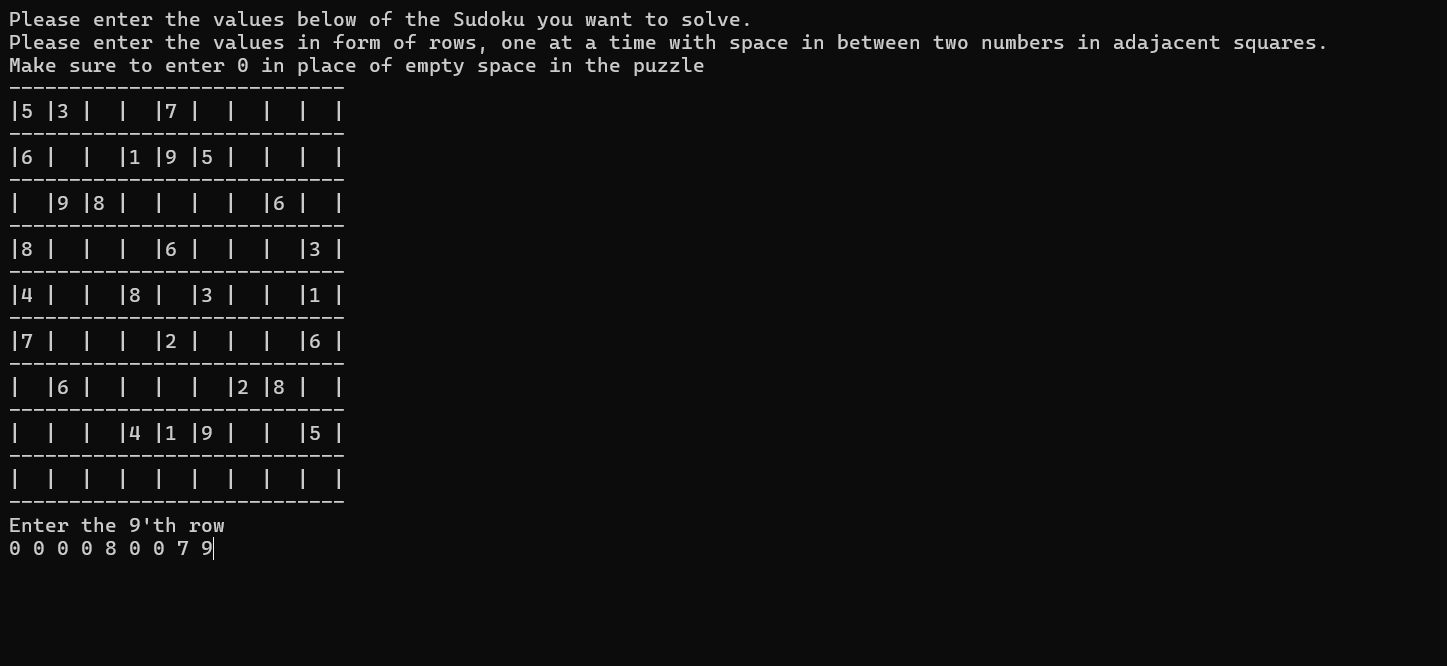 Please enter the values below of the Sudoku you want to solve.
Please enter the values in form of rows, one at a time with space in between two numbers in adajacent squares.
Make sure to enter 0 in place of empty space in the puzzle
----------------------------
|5 |3 |  |  |7 |  |  |  |  |
----------------------------
|6 |  |  |1 |9 |5 |  |  |  |
----------------------------
|  |9 |8 |  |  |  |  |6 |  |
----------------------------
|8 |  |  |  |6 |  |  |  |3 |
----------------------------
|4 |  |  |8 |  |3 |  |  |1 |
----------------------------
|7 |  |  |  |2 |  |  |  |6 |
----------------------------
|  |6 |  |  |  |  |2 |8 |  |
----------------------------
|  |  |  |4 |1 |9 |  |  |5 |
----------------------------
|  |  |  |  |  |  |  |  |  |
----------------------------
Enter the 9'th row
0 0 0 0 8 0 0 7 9